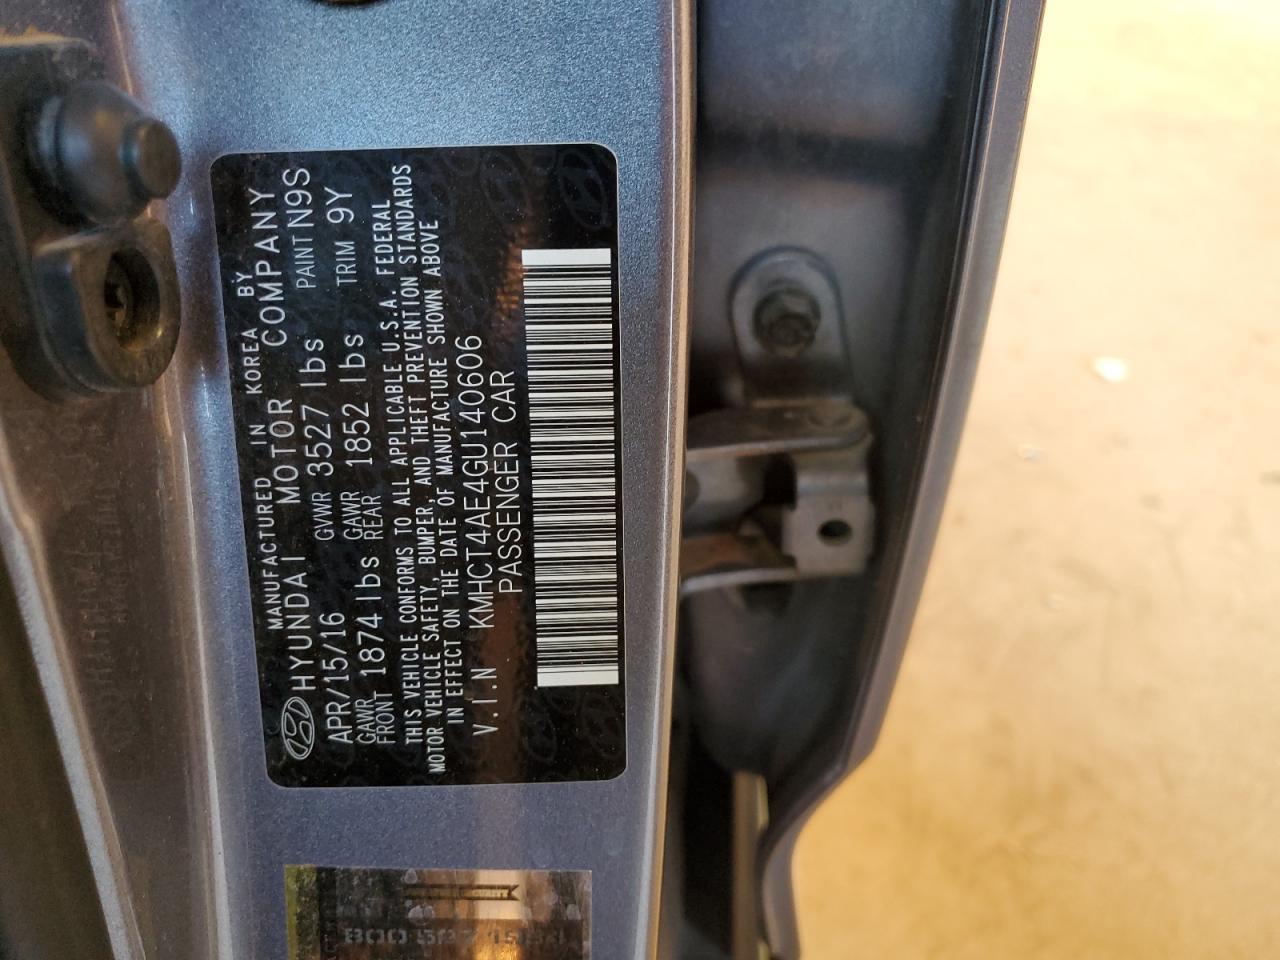 MANUFACTURED IN KOREA BY
HYUNDAI MOTOR COMPANY
APR/15/16 GVWR 3527 lbs PAINT N9S
GAWR FRONT 1874 lbs GAWR REAR 1852 lbs TRIM 9Y
THIS VEHICLE CONFORMS TO ALL APPLICABLE U.S.A. FEDERAL
MOTOR VEHICLE SAFETY, BUMPER, AND THEFT PREVENTION STANDARDS
IN EFFECT ON THE DATE OF MANUFACTURE SHOWN ABOVE
V.I.N KMHCT4AE4GU140606
PASSENGER CAR